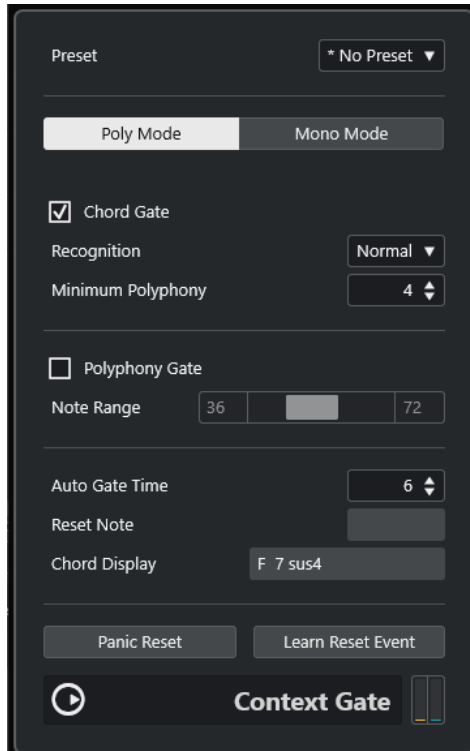 Preset * No Preset
Poly Mode Mono Mode
Chord Gate
Recognition Normal
Minimum Polyphony 4
Polyphony Gate
Note Range 36 72
Auto Gate Time 6
Reset Note
Chord Display F 7 sus4
Panic Reset Learn Reset Event
Context Gate